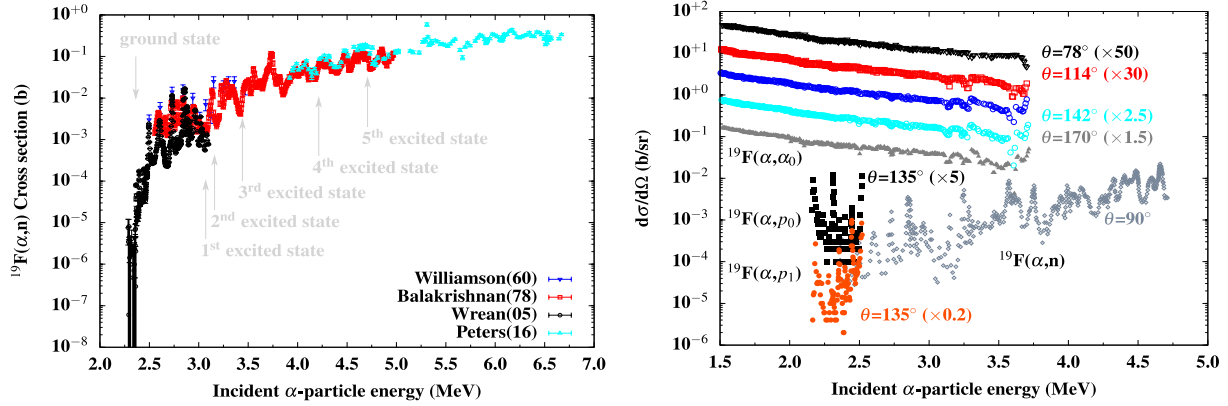 10⁺¹
10⁺⁰
10⁻¹
10⁻²
10⁻³
10⁻⁴
10⁻⁵
10⁻⁶
10⁻⁷
10⁻⁸
¹⁹F(α,n) Cross section (b)
ground state
5ᵗʰ excited state
4ᵗʰ excited state
3ʳᵈ excited state
2ⁿᵈ excited state
1ˢᵗ excited state
Williamson(60)
Balakrishnan(78)
Wrean(05)
Peters(16)
2.0 2.5 3.0 3.5 4.0 4.5 5.0 5.5 6.0 6.5 7.0
Incident α-particle energy (MeV)
10⁺²
10⁺¹
10⁺⁰
10⁻¹
10⁻²
10⁻³
10⁻⁴
10⁻⁵
10⁻⁶
dσ/dΩ (b/sr)
θ=78° (×50)
θ=114° (×30)
θ=142° (×2.5)
θ=170° (×1.5)
¹⁹F(α,α₀)
θ=135° (×5)
¹⁹F(α,p₀)
θ=90°
¹⁹F(α,n)
¹⁹F(α,p₁)
θ=135° (×0.2)
1.5 2.0 2.5 3.0 3.5 4.0 4.5 5.0
Incident α-particle energy (MeV)